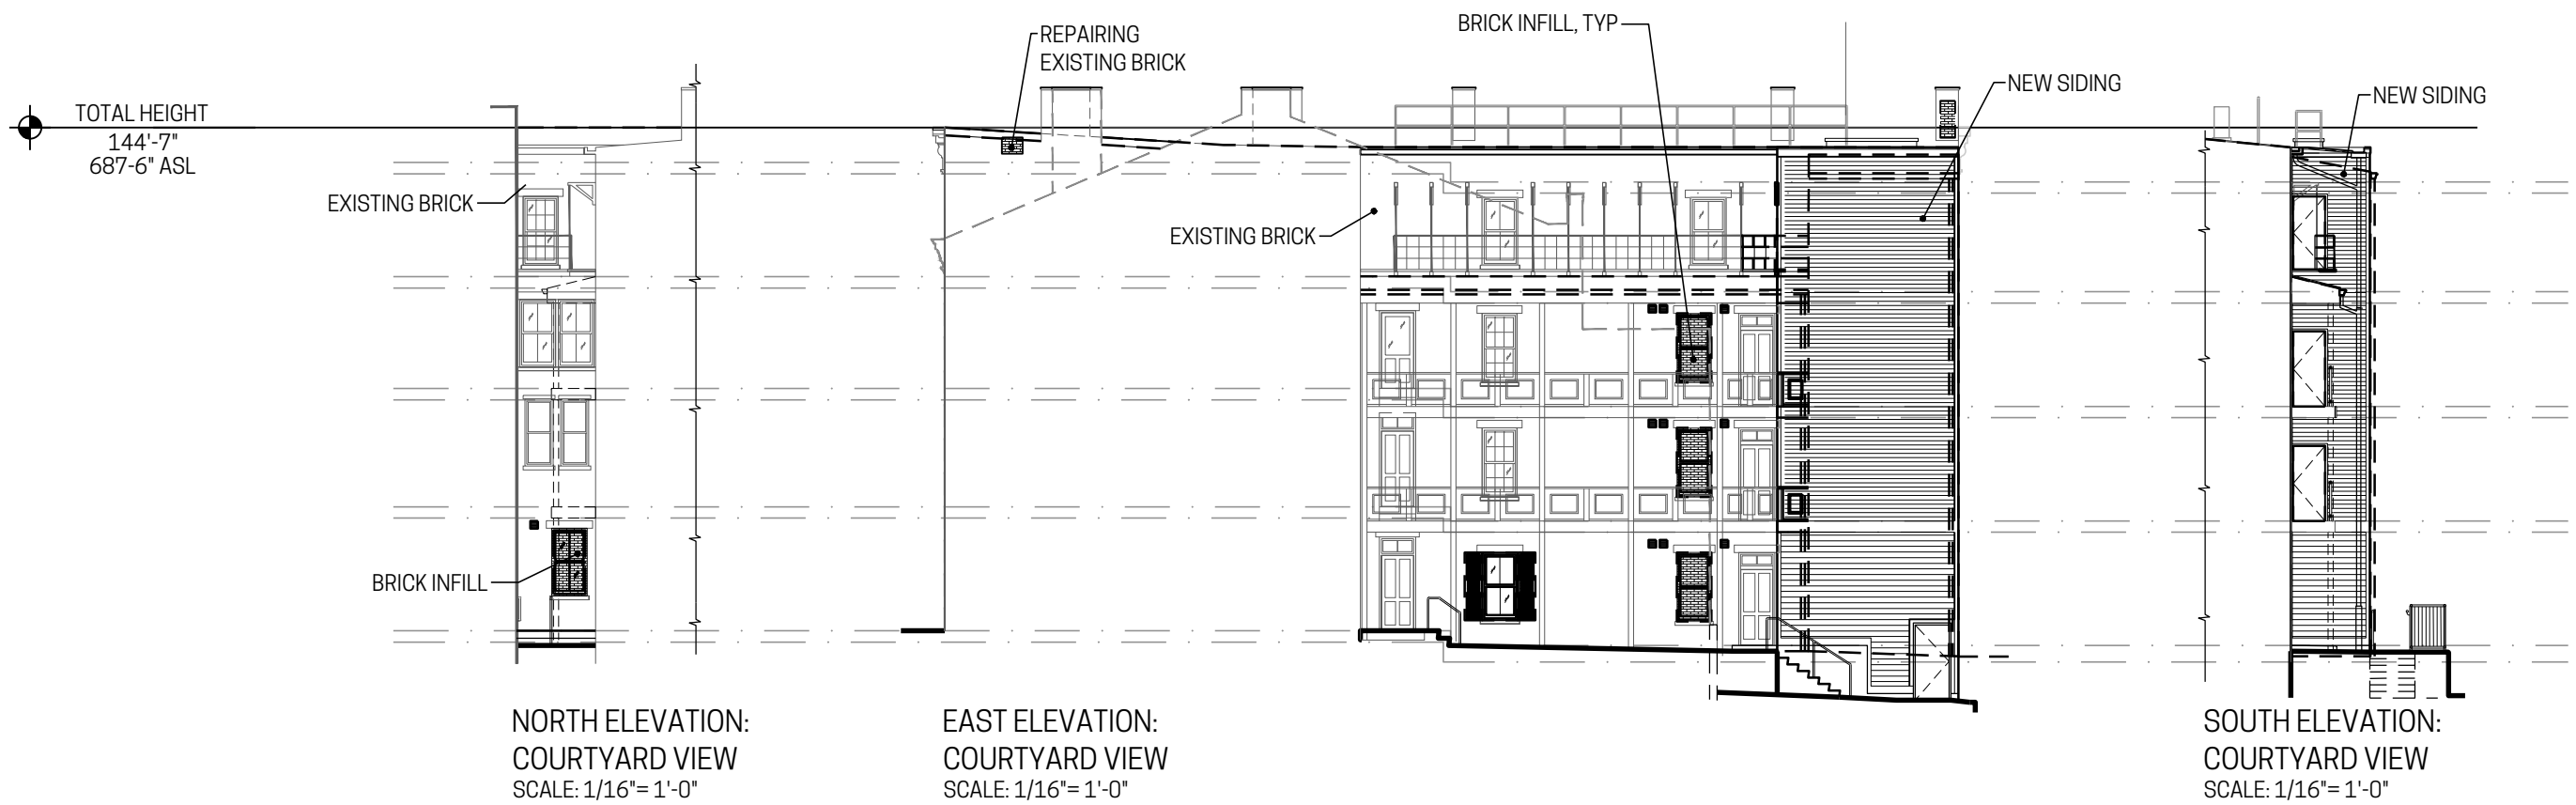 REPAIRING
EXISTING BRICK
BRICK INFILL, TYP
NEW SIDING
NEW SIDING
TOTAL HEIGHT
144'-7"
687-6" ASL
EXISTING BRICK
EXISTING BRICK
BRICK INFILL
NORTH ELEVATION:
COURTYARD VIEW
SCALE: 1/16"= 1'-0"
EAST ELEVATION:
COURTYARD VIEW
SCALE: 1/16"= 1'-0"
SOUTH ELEVATION:
COURTYARD VIEW
SCALE: 1/16"= 1'-0"